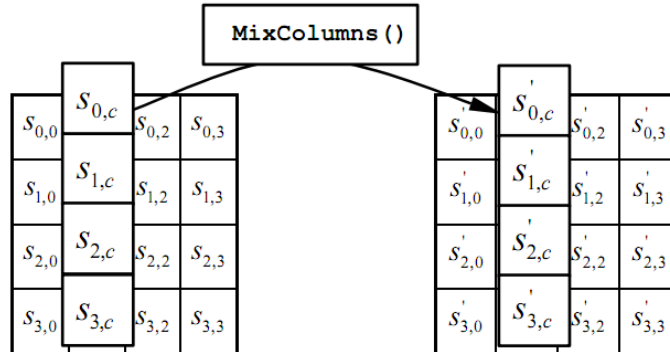 MixColumns()
s0,0 s0,c s0,2 s0,3 s'0,0 s'0,c s'0,2 s'0,3
s1,0 s1,c s1,2 s1,3 s'1,0 s'1,c s'1,2 s'1,3
s2,0 s2,c s2,2 s2,3 s'2,0 s'2,c s'2,2 s'2,3
s3,0 s3,c s3,2 s3,3 s'3,0 s'3,c s'3,2 s'3,3